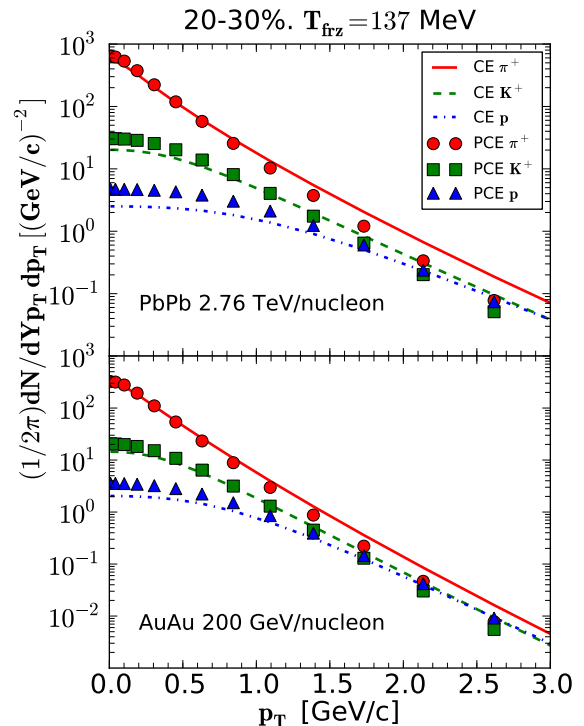 20-30%. T_frz=137 MeV
(1/2π)dN/dYp_T dp_T [(GeV/c)^−2]
10^3
10^2
10^1
10^0
10^−1
10^3
10^2
10^1
10^0
10^−1
10^−2
CE π^+
CE K^+
CE p
PCE π^+
PCE K^+
PCE p
PbPb 2.76 TeV/nucleon
AuAu 200 GeV/nucleon
0.0 0.5 1.0 1.5 2.0 2.5 3.0
p_T [GeV/c]